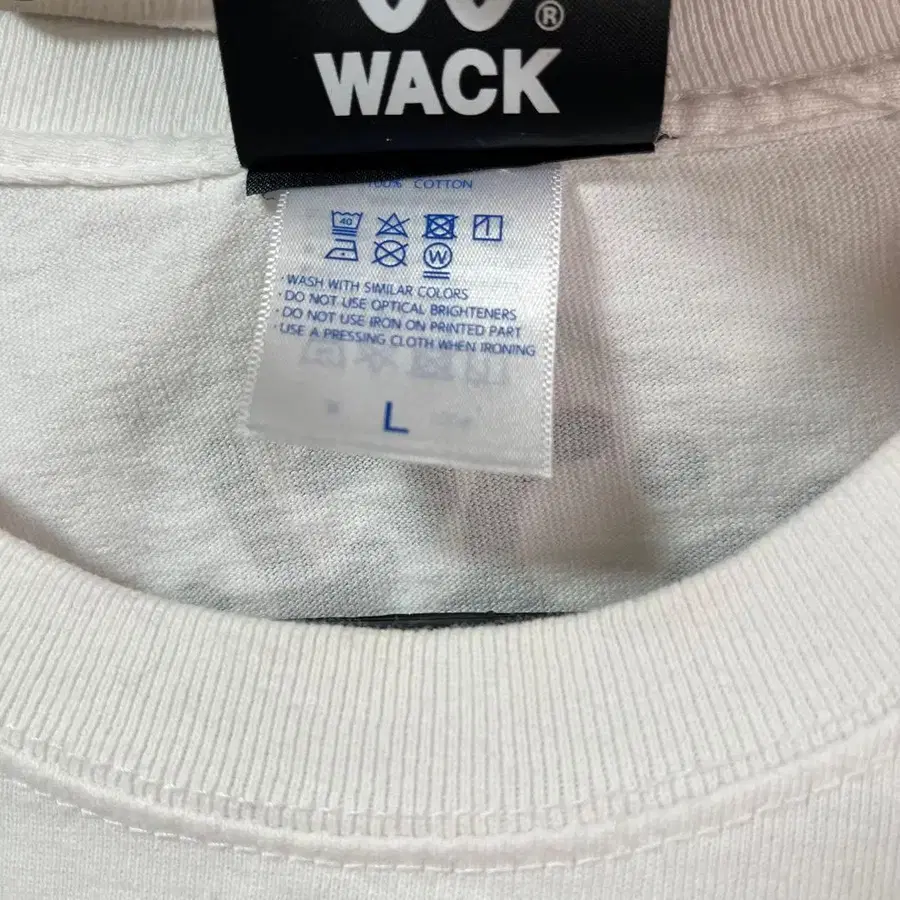 ®
WACK
100% COTTON
40
W
· WASH WITH SIMILAR COLORS
· DO NOT USE OPTICAL BRIGHTENERS
· DO NOT USE IRON ON PRINTED PART
· USE A PRESSING CLOTH WHEN IRONING
L